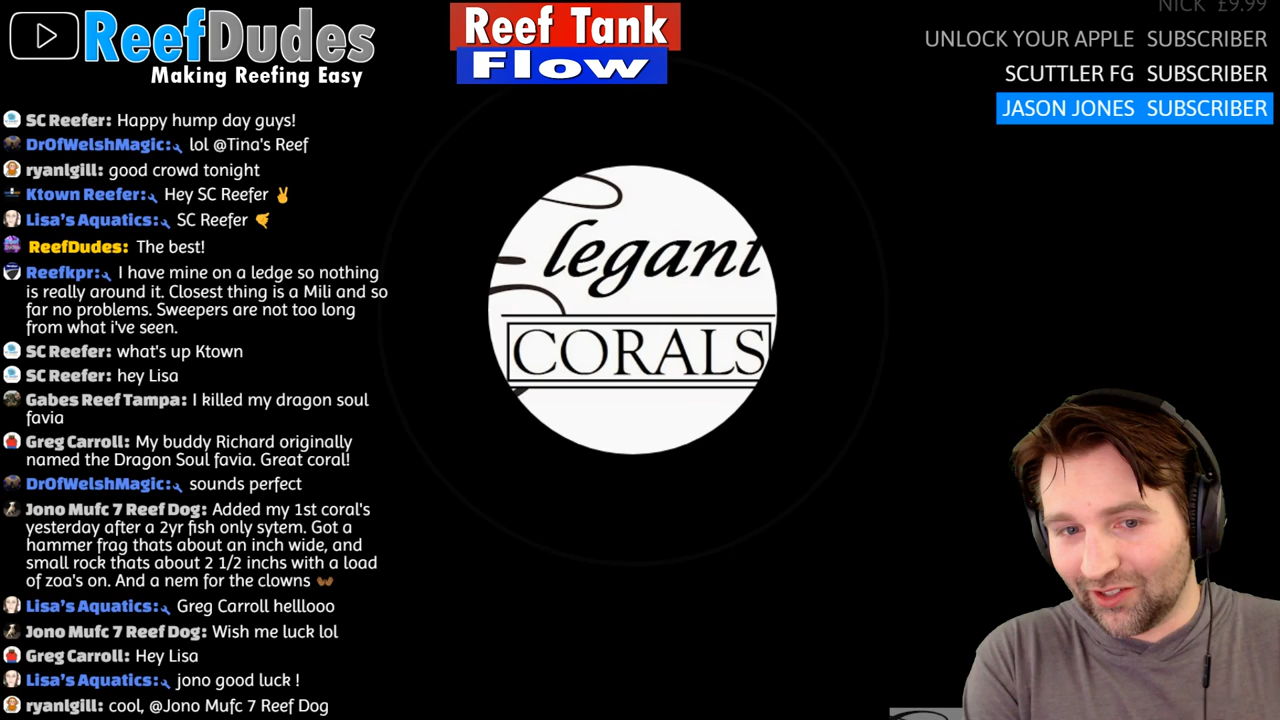 ReefDudes
Making Reefing Easy
Reef Tank
Flow
NICK £9.99
UNLOCK YOUR APPLE SUBSCRIBER
SCUTTLER FG SUBSCRIBER
JASON JONES SUBSCRIBER
SC Reefer: Happy hump day guys!
DrOfWelshMagic: lol @Tina's Reef
ryanlgill: good crowd tonight
Ktown Reefer: Hey SC Reefer ✌
Lisa's Aquatics: SC Reefer 🤙
ReefDudes: The best!
Reefkpr: I have mine on a ledge so nothing
is really around it. Closest thing is a Mili and so
far no problems. Sweepers are not too long
from what i've seen.
SC Reefer: what's up Ktown
SC Reefer: hey Lisa
Gabes Reef Tampa: I killed my dragon soul
favia
Greg Carroll: My buddy Richard originally
named the Dragon Soul favia. Great coral!
DrOfWelshMagic: sounds perfect
Jono Mufc 7 Reef Dog: Added my 1st coral's
yesterday after a 2yr fish only sytem. Got a
hammer frag thats about an inch wide, and
small rock thats about 2 1/2 inchs with a load
of zoa's on. And a nem for the clowns 👐🏾
Lisa's Aquatics: Greg Carroll helllooo
Jono Mufc 7 Reef Dog: Wish me luck lol
Greg Carroll: Hey Lisa
Lisa's Aquatics: jono good luck !
ryanlgill: cool, @Jono Mufc 7 Reef Dog
legant
CORALS